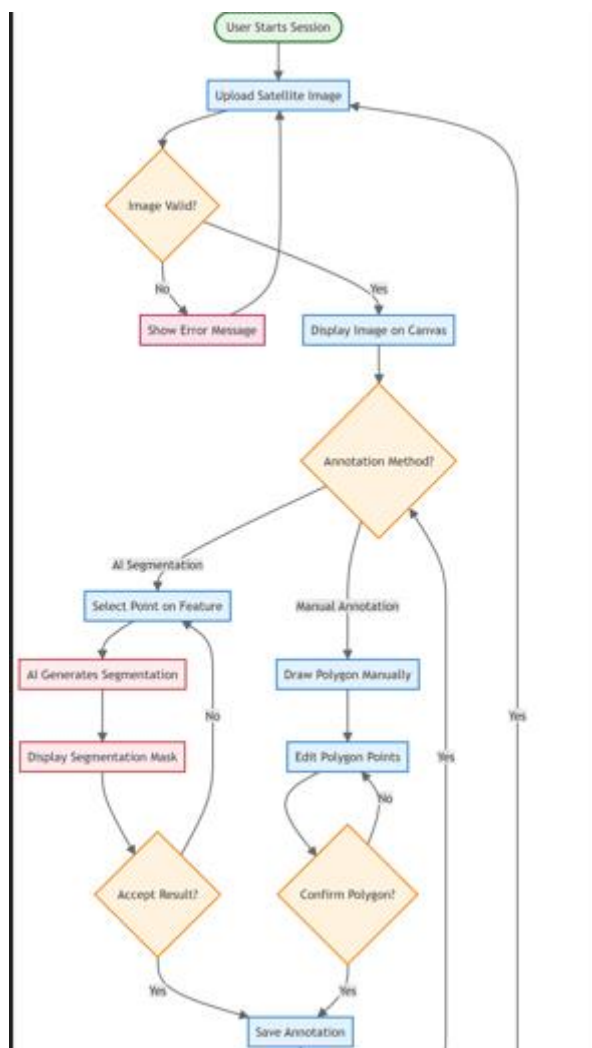 User Starts Session
Upload Satellite Image
Image Valid?
No
Yes
Show Error Message
Display Image on Canvas
Annotation Method?
AI Segmentation
Select Point on Feature
Manual Annotation
AI Generates Segmentation
Draw Polygon Manually
No
Yes
Display Segmentation Mask
Edit Polygon Points
Yes
No
Accept Result?
Confirm Polygon?
Yes
Yes
Save Annotation